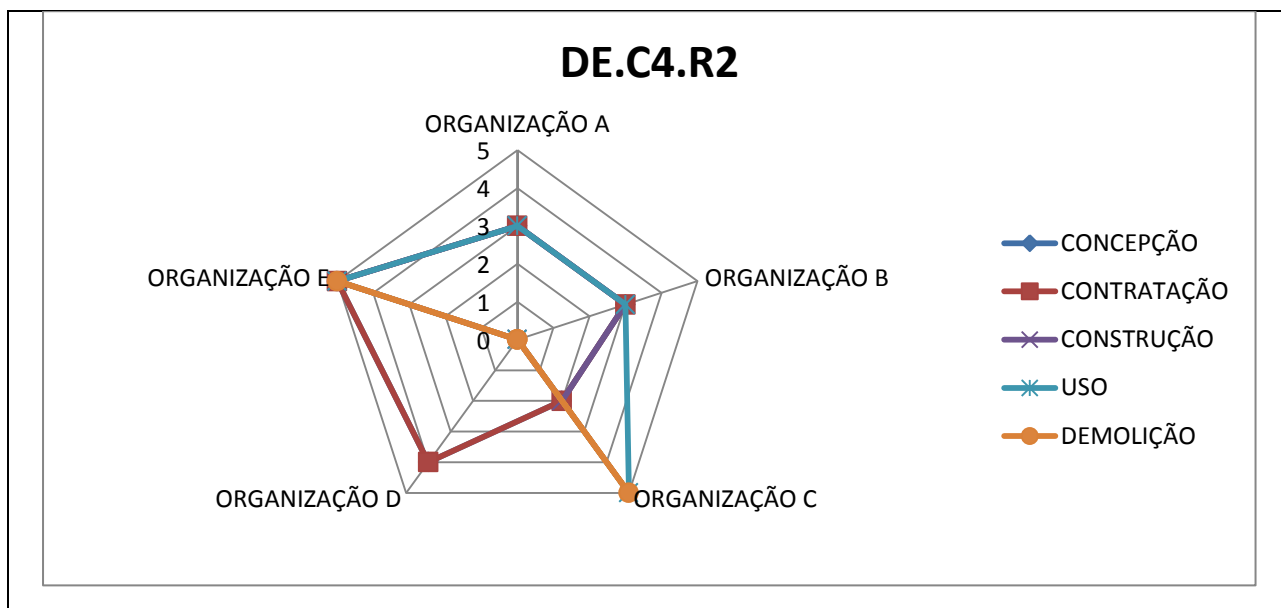 DE.C4.R2
ORGANIZAÇÃO A
5
4
3
2
1
0
ORGANIZAÇÃO B
ORGANIZAÇÃO C
ORGANIZAÇÃO D
ORGANIZAÇÃO E
CONCEPÇÃO
CONTRATAÇÃO
CONSTRUÇÃO
USO
DEMOLIÇÃO